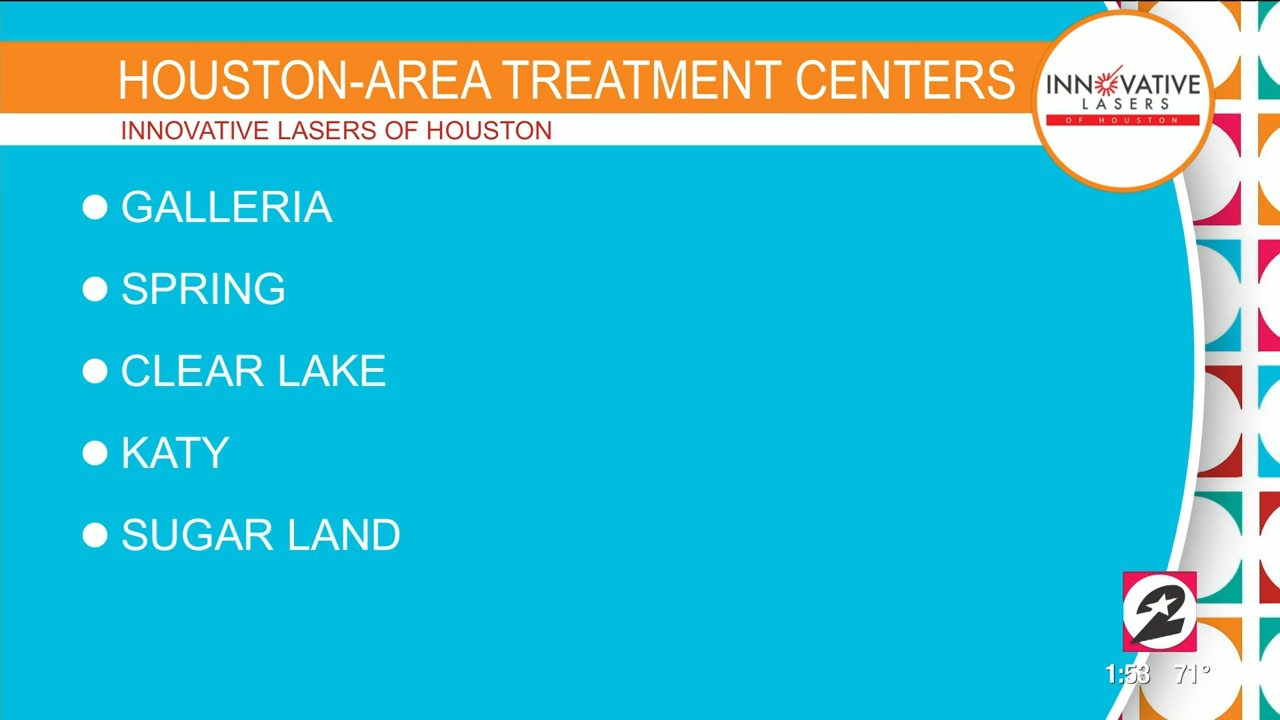 HOUSTON-AREA TREATMENT CENTERS
INNOVATIVE LASERS OF HOUSTON
INNOVATIVE
LASERS
OF HOUSTON
GALLERIA
SPRING
CLEAR LAKE
KATY
SUGAR LAND
2
1:53 71°